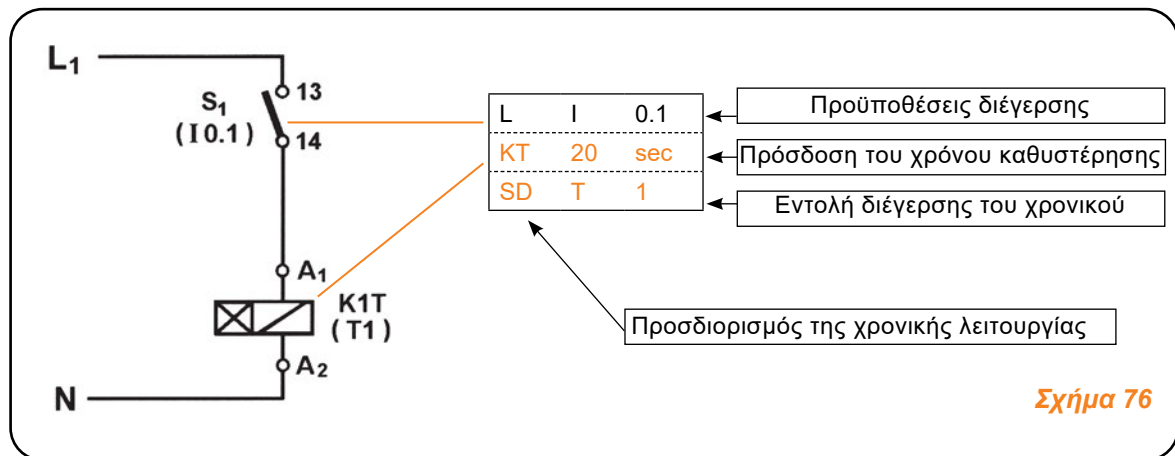 L1
S1
(I 0.1)
13
14
A1
K1T
(T1)
A2
N
L I 0.1
KT 20 sec
SD T 1
Προϋποθέσεις διέγερσης
Πρόσδοση του χρόνου καθυστέρησης
Εντολή διέγερσης του χρονικού
Προσδιορισμός της χρονικής λειτουργίας
Σχήμα 76